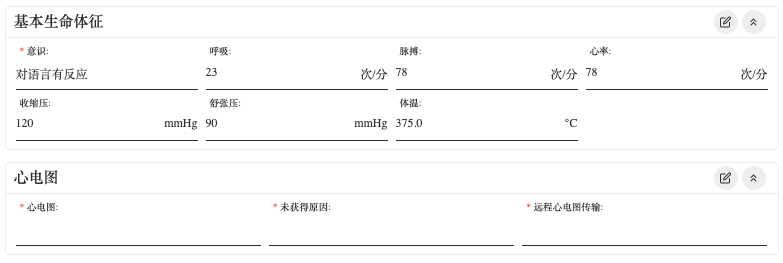 基本生命体征
* 意识: 呼吸: 脉搏: 心率:
对语言有反应 23 次/分 78 次/分 78 次/分
收缩压: 舒张压: 体温:
120 mmHg 90 mmHg 375.0 °C
心电图
* 心电图: * 未获得原因: * 远程心电图传输: